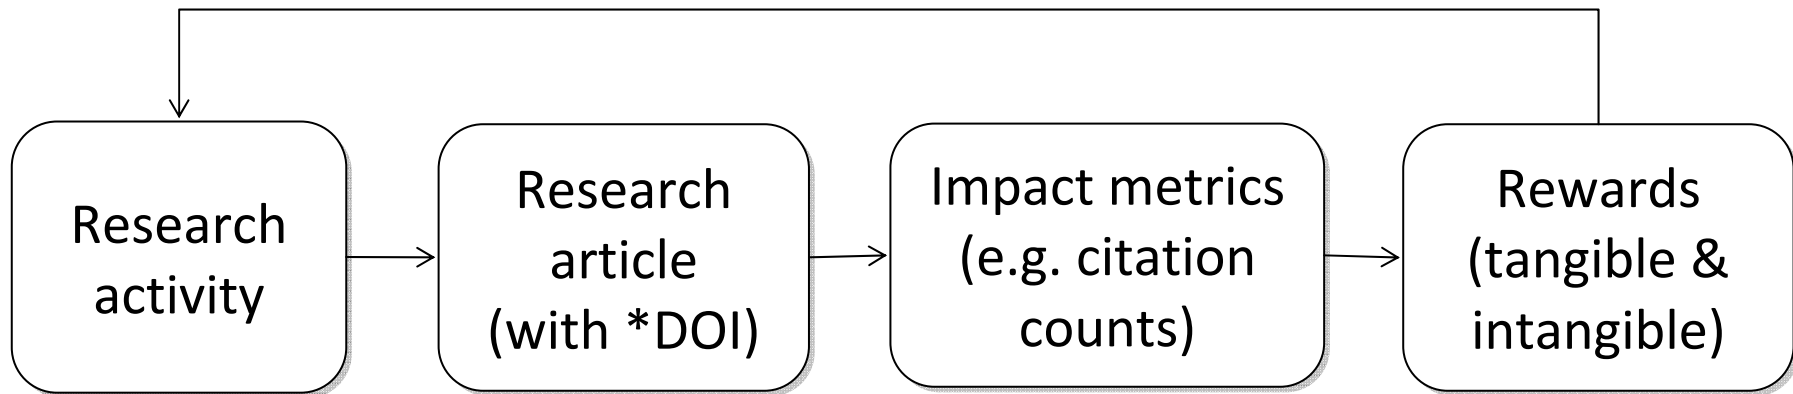 Research
activity
Research
article
(with *DOI)
Impact metrics
(e.g. citation
counts)
Rewards
(tangible &
intangible)